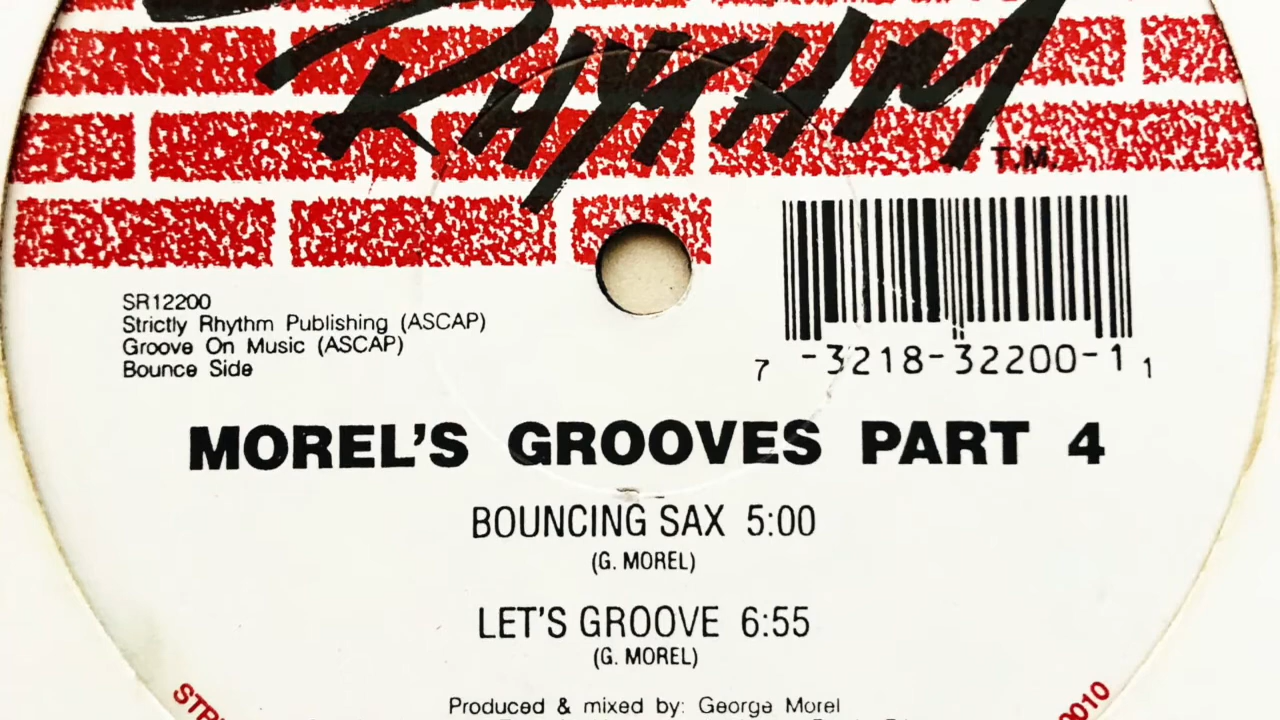 RHYTHM
T.M.
SR12200
Strictly Rhythm Publishing (ASCAP)
Groove On Music (ASCAP)
Bounce Side
7 -3218-32200-1 1
MOREL'S GROOVES PART 4
BOUNCING SAX 5:00
(G. MOREL)
LET'S GROOVE 6:55
(G. MOREL)
Produced & mixed by: George Morel